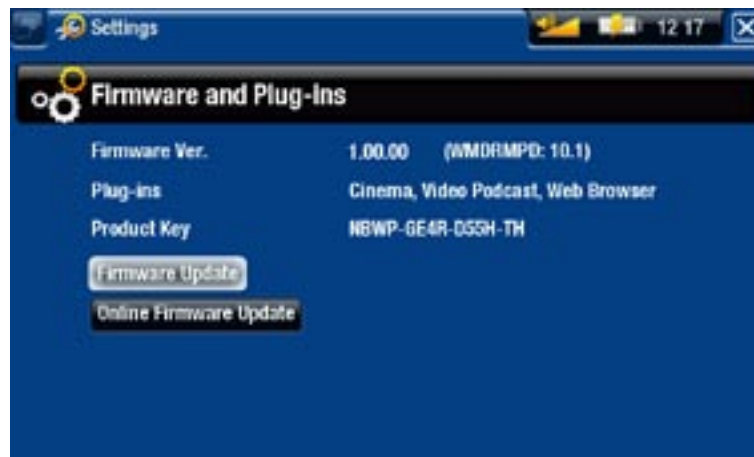 Settings
12 17
Firmware and Plug-ins
Firmware Ver. 1.00.00 (WMDRMPD: 10.1)
Plug-ins Cinema, Video Podcast, Web Browser
Product Key NBWP-GE4R-D55H-TH
Firmware Update
Online Firmware Update